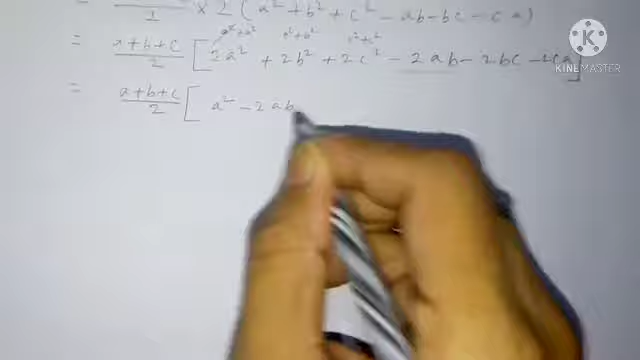 × 2 (a² + b² + c² - ab - bc - ca)
a²+a² b²+b² c²+c²
= a+b+c/2 [2a² + 2b² + 2c² - 2ab - 2bc - 2ca]
= a+b+c/2 [a² - 2ab
KINEMASTER